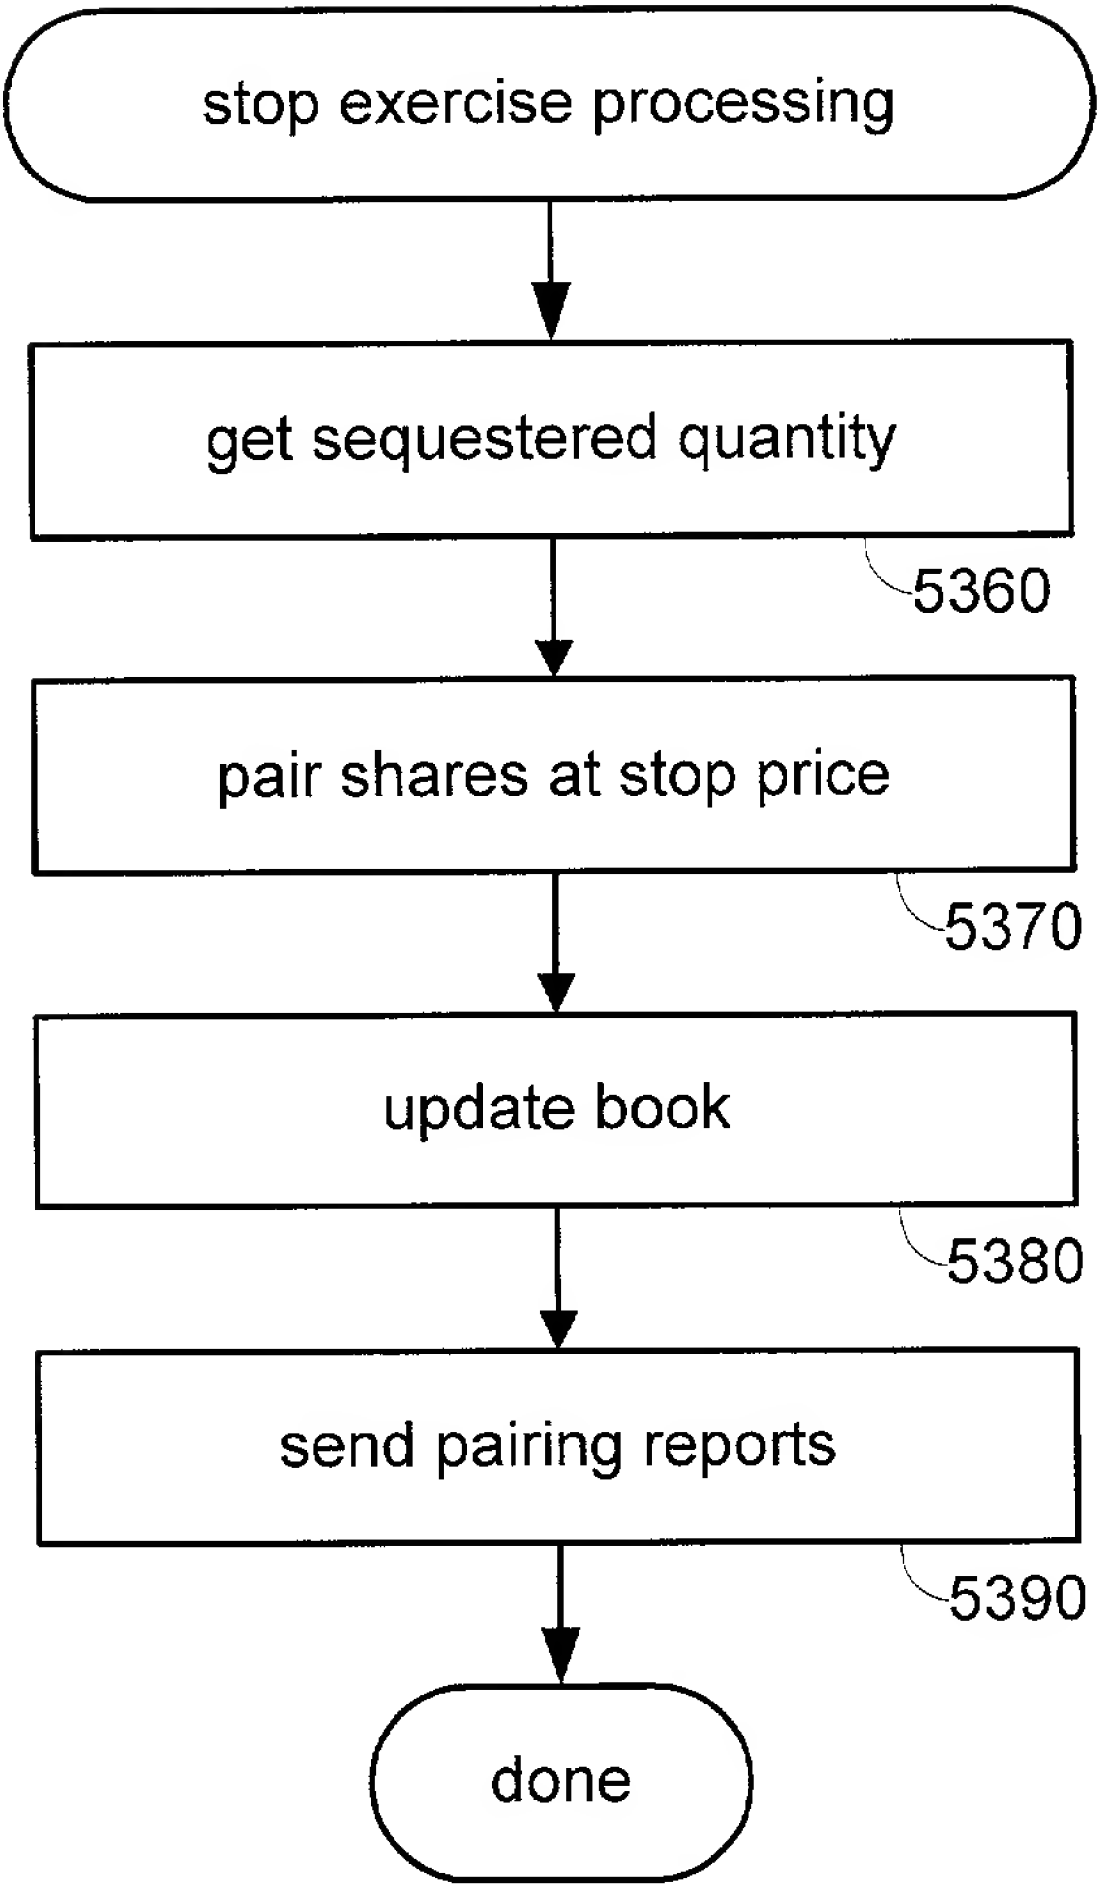 stop exercise processing
get sequestered quantity
5360
pair shares at stop price
5370
update book
5380
send pairing reports
5390
done